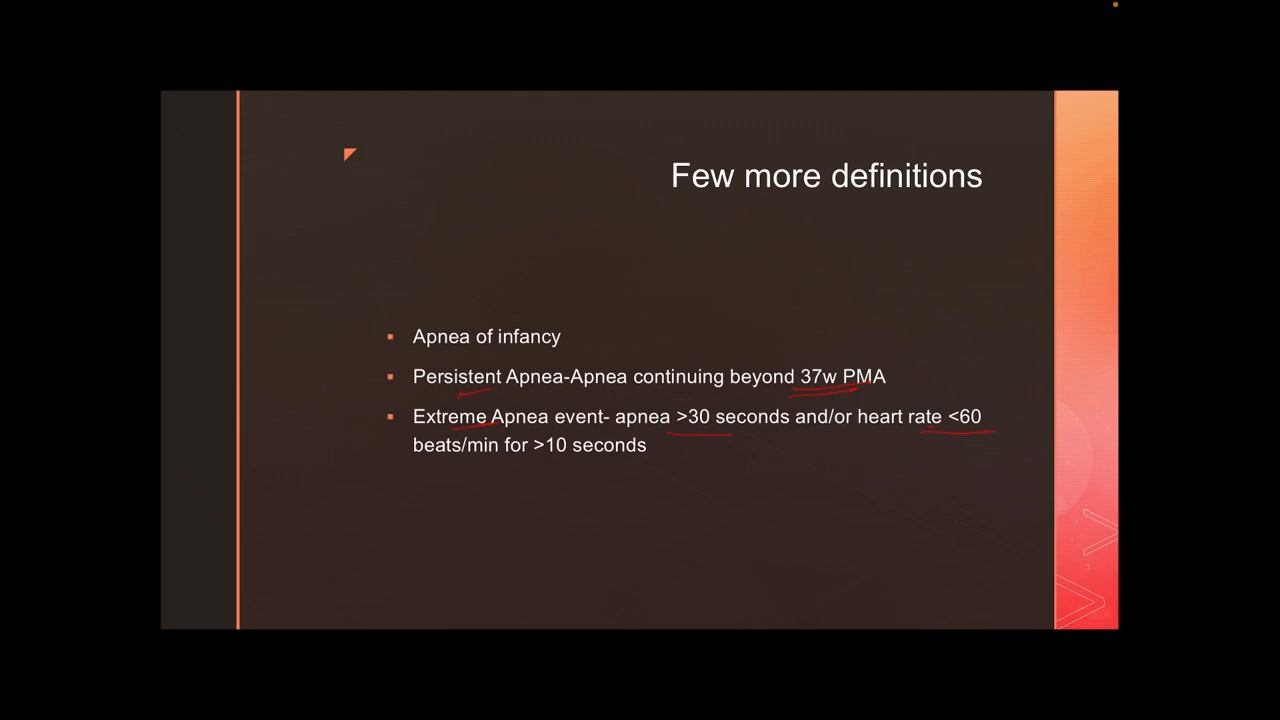 Few more definitions
Apnea of infancy
Persistent Apnea-Apnea continuing beyond 37w PMA
Extreme Apnea event- apnea >30 seconds and/or heart rate <60
beats/min for >10 seconds